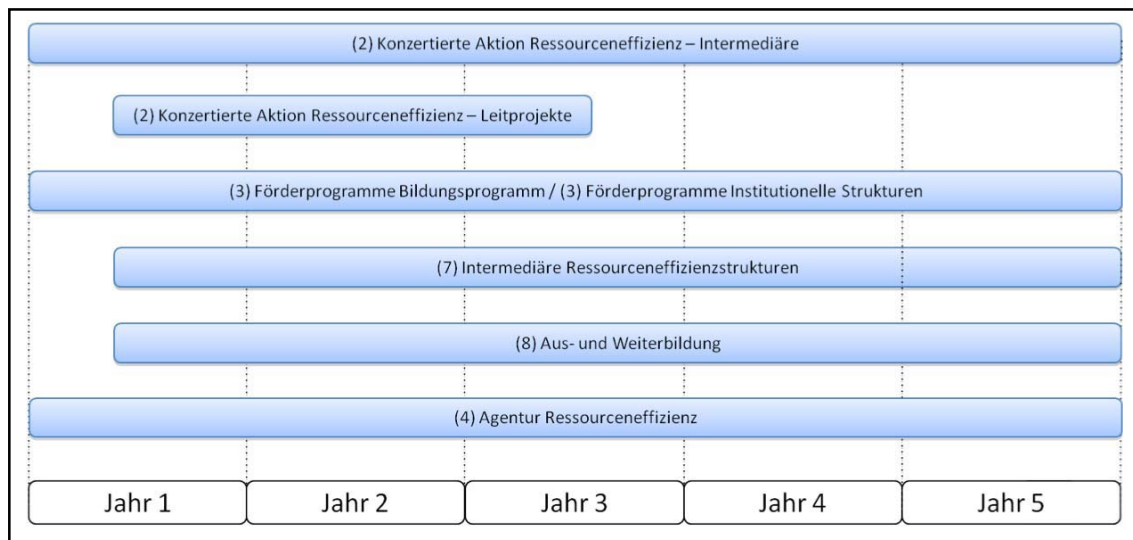 (2) Konzertierte Aktion Ressourceneffizienz – Intermediäre
(2) Konzertierte Aktion Ressourceneffizienz – Leitprojekte
(3) Förderprogramme Bildungsprogramm / (3) Förderprogramme Institutionelle Strukturen
(7) Intermediäre Ressourceneffizienzstrukturen
(8) Aus- und Weiterbildung
(4) Agentur Ressourceneffizienz
Jahr 1 Jahr 2 Jahr 3 Jahr 4 Jahr 5